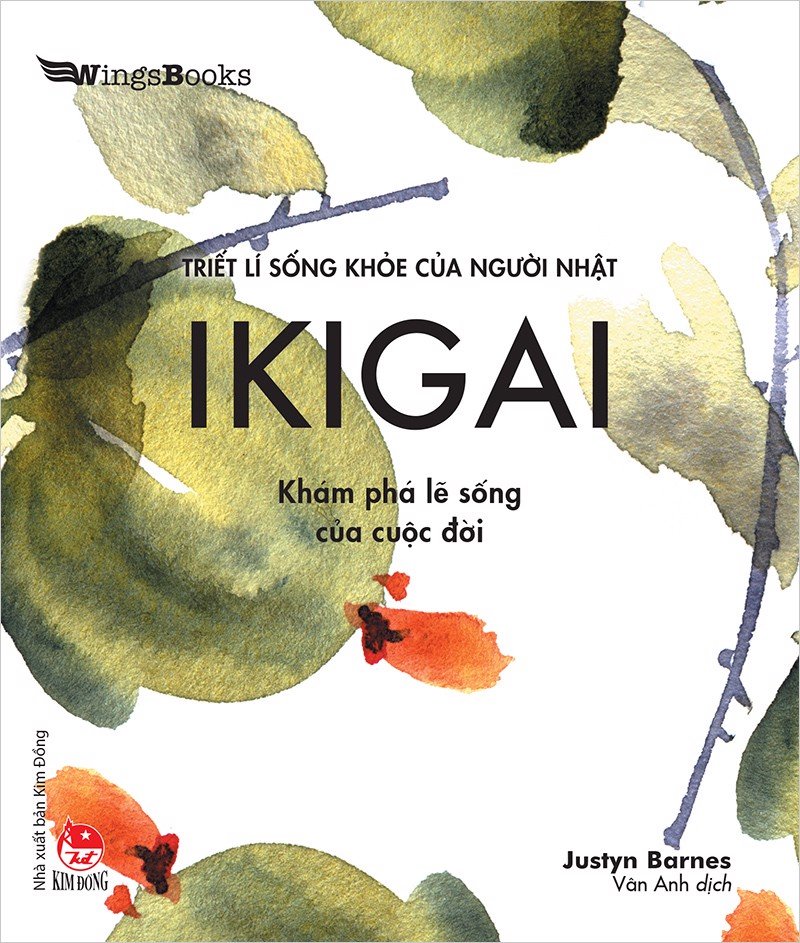 WingsBooks
TRIẾT LÍ SỐNG KHỎE CỦA NGƯỜI NHẬT
IKIGAI
Khám phá lẽ sống
của cuộc đời
Nhà xuất bản Kim Đồng
KIM ĐỒNG
Justyn Barnes
Vân Anh dịch